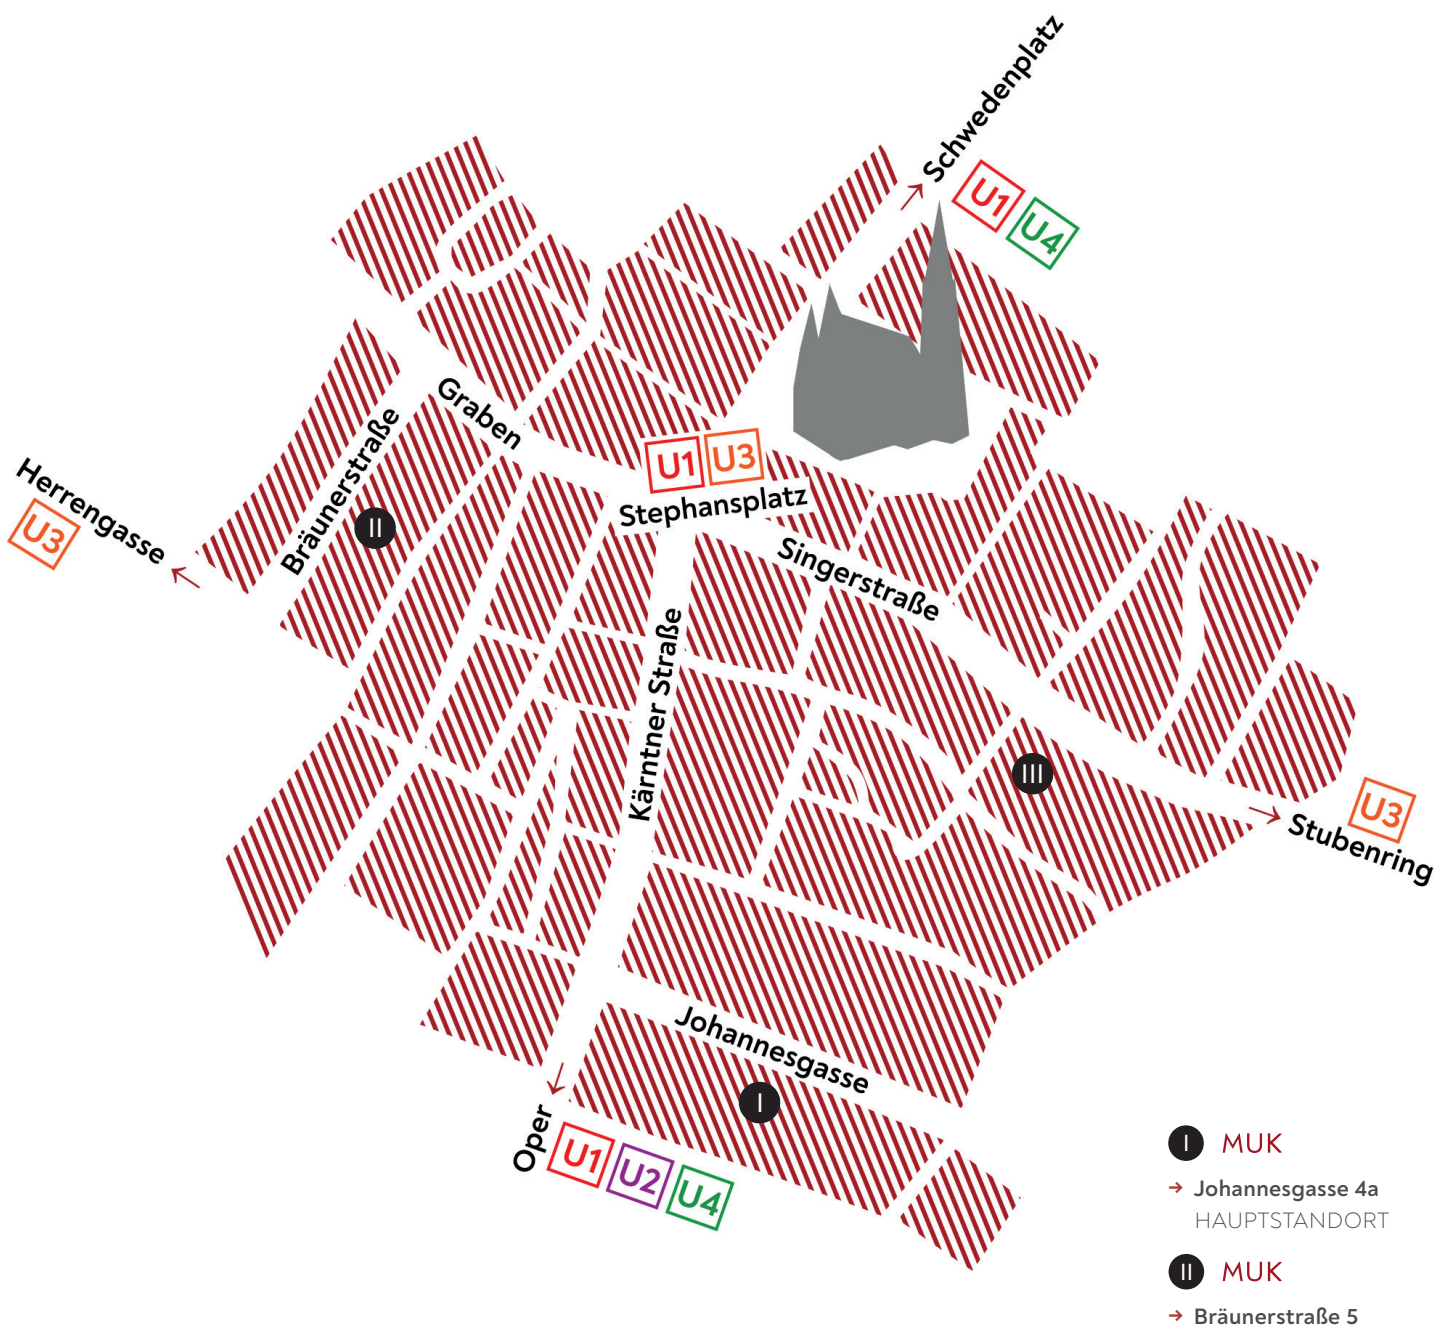 Schwedenplatz
U1 U4
Graben
U1 U3
Stephansplatz
Herrengasse
U3
Bräunerstraße
II
Singerstraße
Kärntner Straße
III
U3
Stubenring
Johannesgasse
I
Oper
U1 U2 U4
I MUK
→ Johannesgasse 4a
HAUPTSTANDORT
II MUK
→ Bräunerstraße 5